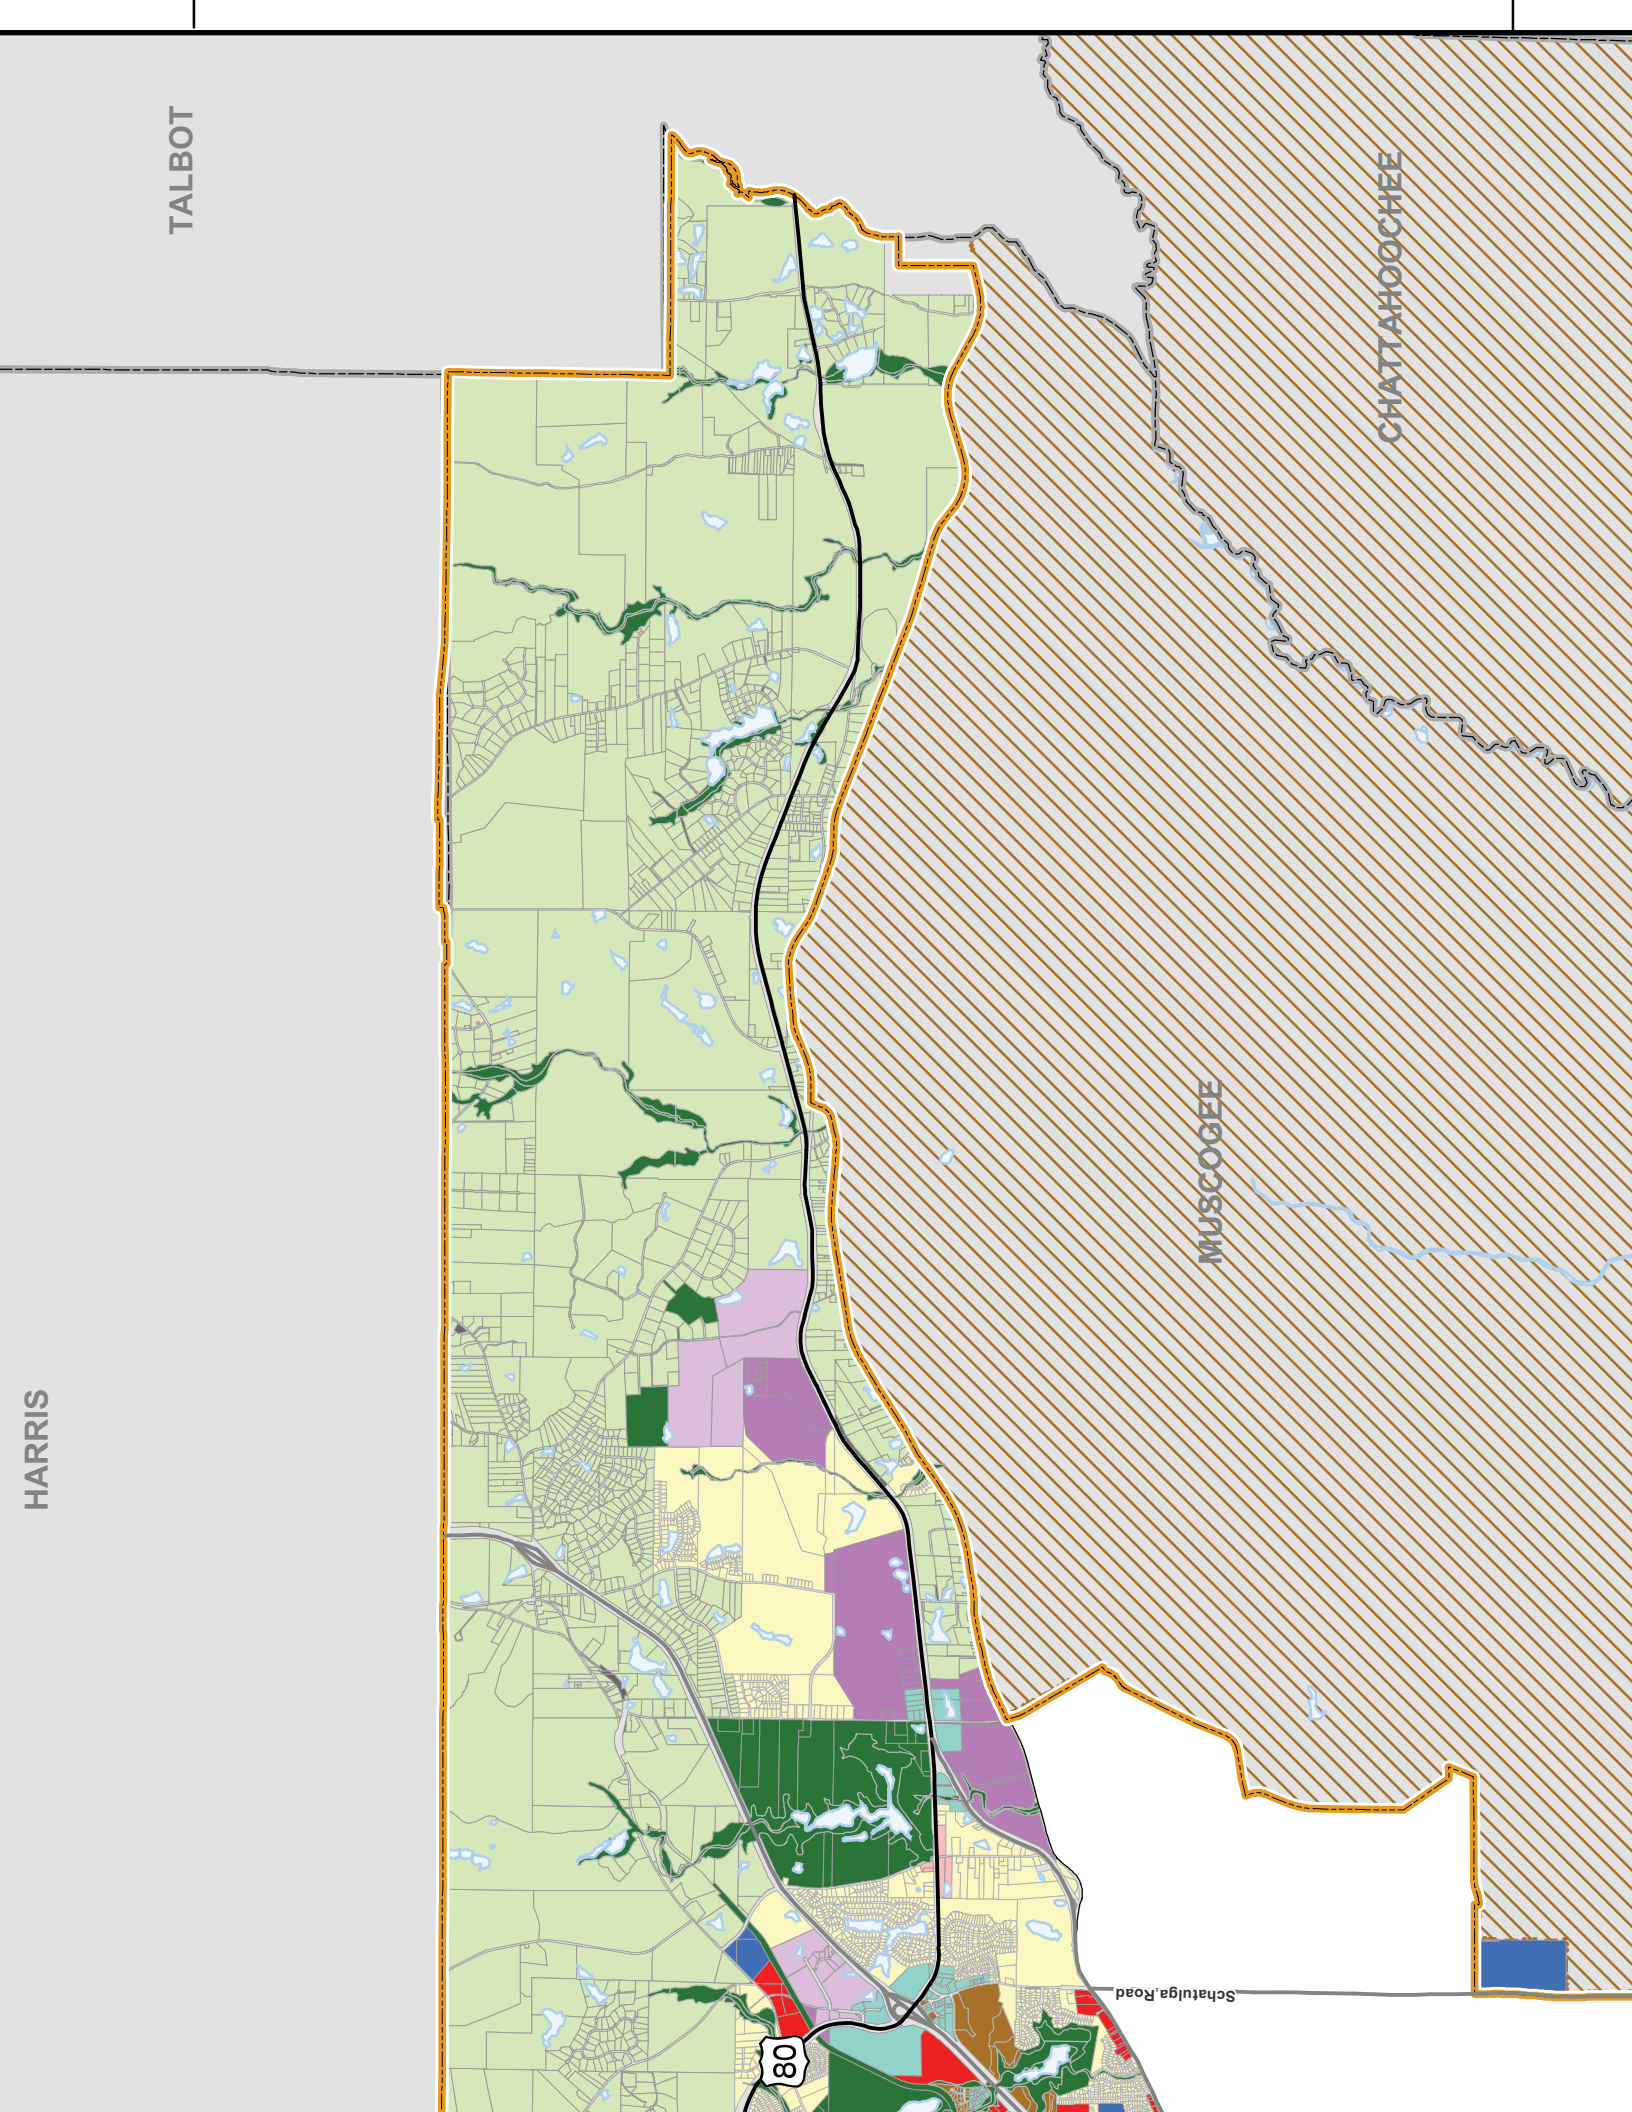 TALBOT
CHATTAHOOCHEE
MUSCOGEE
HARRIS
Schatulga Road
80